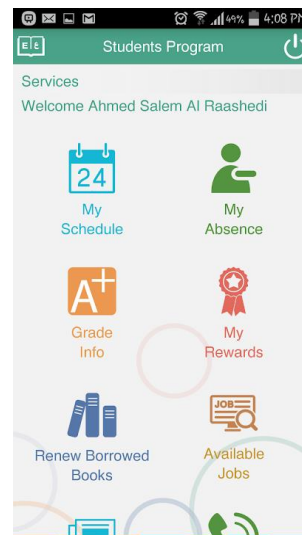 49% 4:08 PM
E ع Students Program
Services
Welcome Ahmed Salem Al Raashedi
24
My
Schedule
My
Absence
A+
Grade
Info
My
Rewards
JOB
Renew Borrowed
Books
Available
Jobs